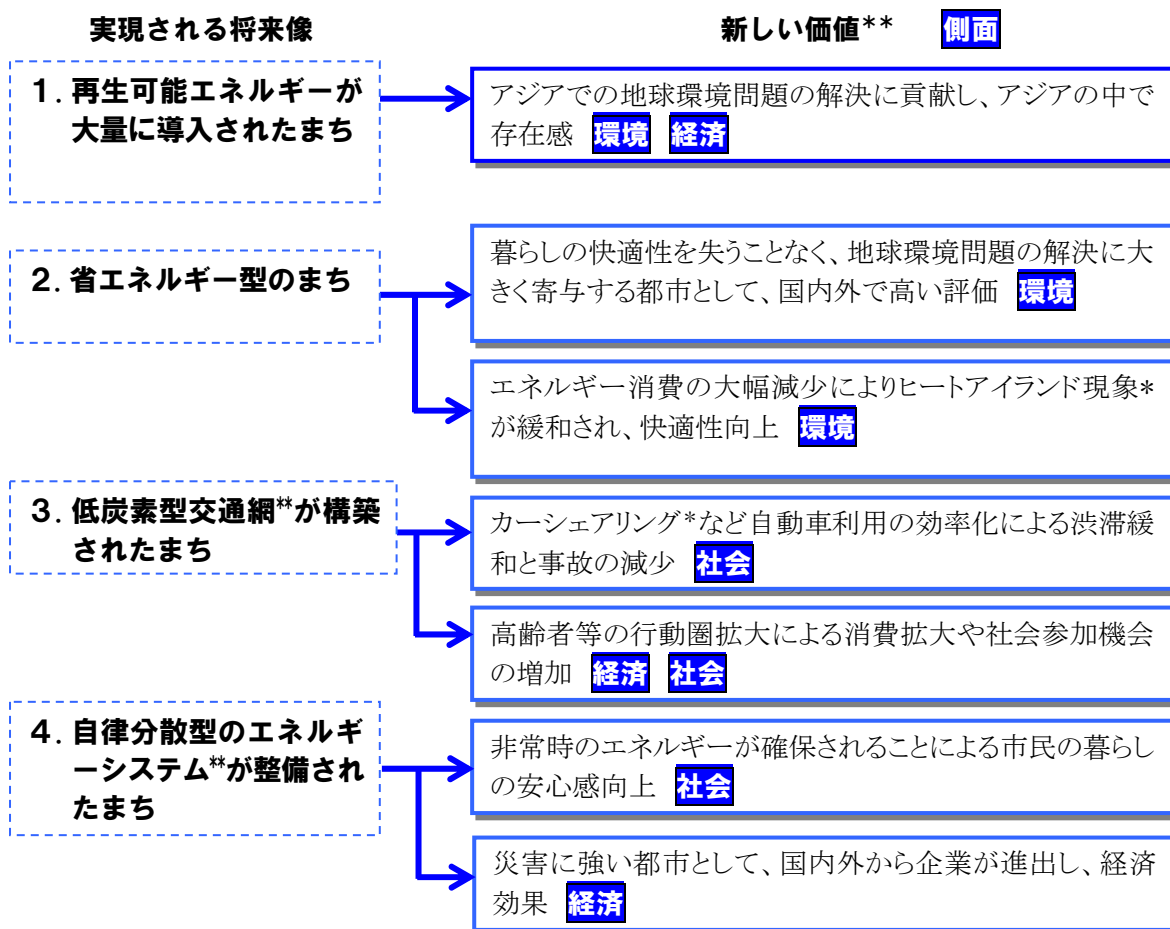 実現される将来像
新しい価値** 側面
1. 再生可能エネルギーが
大量に導入されたまち
アジアでの地球環境問題の解決に貢献し、アジアの中で
存在感 環境 経済
2. 省エネルギー型のまち
暮らしの快適性を失うことなく、地球環境問題の解決に大
きく寄与する都市として、国内外で高い評価 環境
エネルギー消費の大幅減少によりヒートアイランド現象*
が緩和され、快適性向上 環境
3. 低炭素型交通網**が構築
されたまち
カーシェアリング*など自動車利用の効率化による渋滞緩
和と事故の減少 社会
高齢者等の行動圏拡大による消費拡大や社会参加機会
の増加 経済 社会
4. 自律分散型のエネルギ
ーシステム**が整備され
たまち
非常時のエネルギーが確保されることによる市民の暮らし
の安心感向上 社会
災害に強い都市として、国内外から企業が進出し、経済
効果 経済